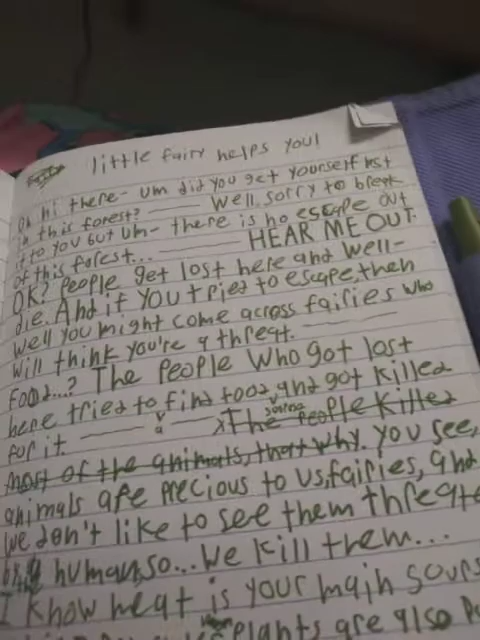 little fairy helps you!
Oh hi there- um did you get yourself lost
in this forest? —— Well, sorry to break
it to you but Um- there is no escape out
of this forest... —— HEAR ME OUT.
OK? People get lost here and well-
die. And if you tried to escape, then
well you might come across fairies who
will think you're a threat. ——
Food...? The people who got lost
here tried to find food, and got killed
for it. ——
The people killed
most of the animals, that why. you see,
animals are precious to us, fairies, and
we don't like to see them threate
humans, so... we kill them...
I know meat is your main sours
plants are also